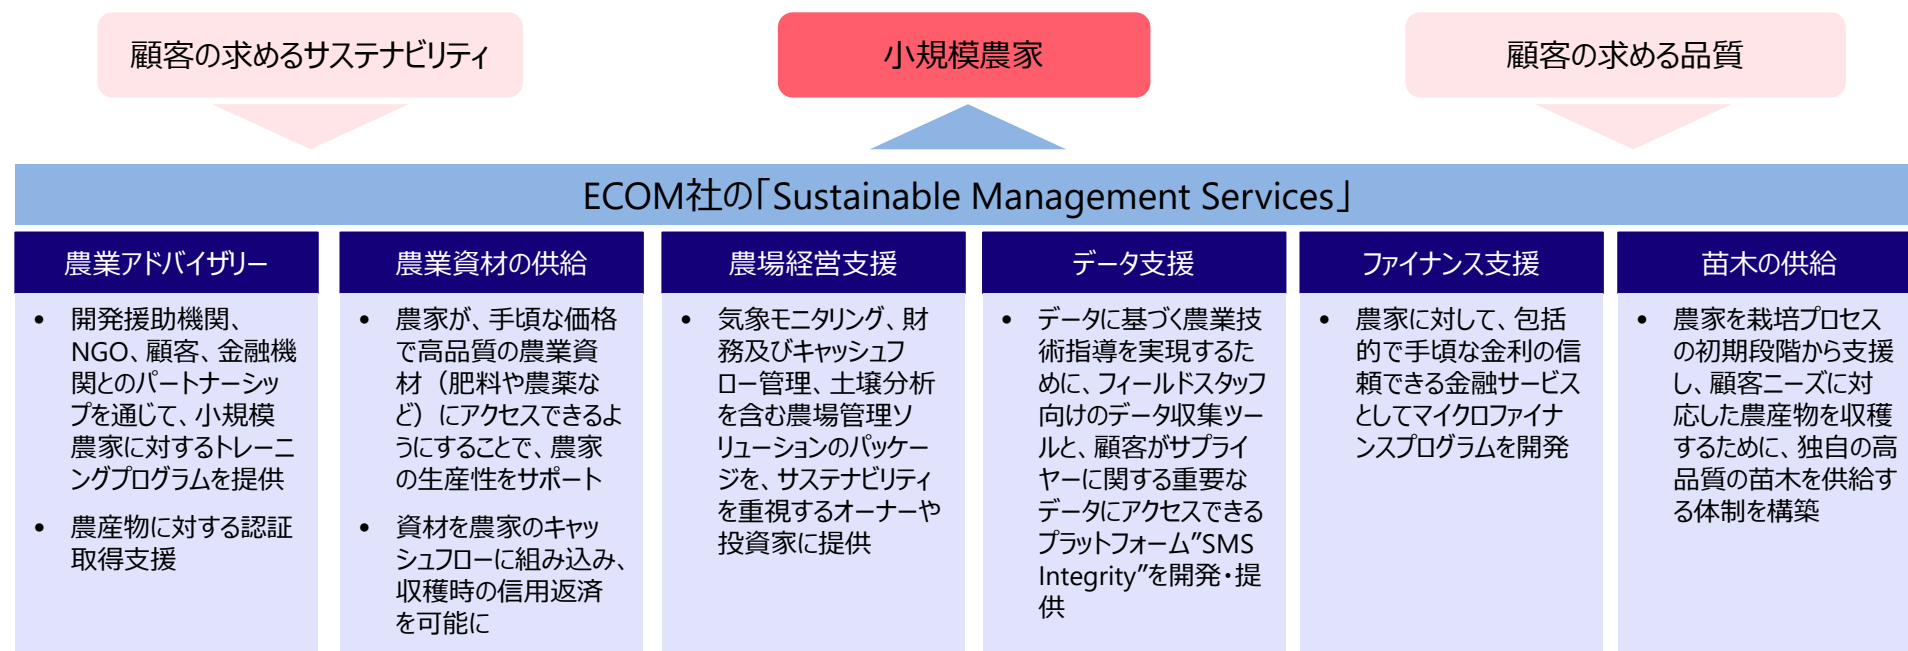 顧客の求めるサステナビリティ
小規模農家
顧客の求める品質
ECOM社の「Sustainable Management Services」
農業アドバイザリー
• 開発援助機関、
NGO、顧客、金融機
関とのパートナーシッ
プを通じて、小規模
農家に対するトレーニ
ングプログラムを提供
• 農産物に対する認証
取得支援
農業資材の供給
• 農家が、手頃な価格
で高品質の農業資
材（肥料や農薬な
ど）にアクセスできるよ
うにすることで、農家
の生産性をサポート
• 資材を農家のキャッ
シュフローに組み込み、
収穫時の信用返済
を可能に
農場経営支援
• 気象モニタリング、財
務及びキャッシュフ
ロー管理、土壌分析
を含む農場管理ソ
リューションのパッケー
ジを、サステナビリティ
を重視するオーナーや
投資家に提供
データ支援
• データに基づく農業技
術指導を実現するた
めに、フィールドスタッフ
向けのデータ収集ツー
ルと、顧客がサプライ
ヤーに関する重要な
データにアクセスできる
プラットフォーム”SMS
Integrity”を開発・提
供
ファイナンス支援
• 農家に対して、包括
的で手頃な金利の信
頼できる金融サービス
としてマイクロファイナ
ンスプログラムを開発
苗木の供給
• 農家を栽培プロセス
の初期段階から支援
し、顧客ニーズに対
応した農産物を収穫
するために、独自の高
品質の苗木を供給す
る体制を構築